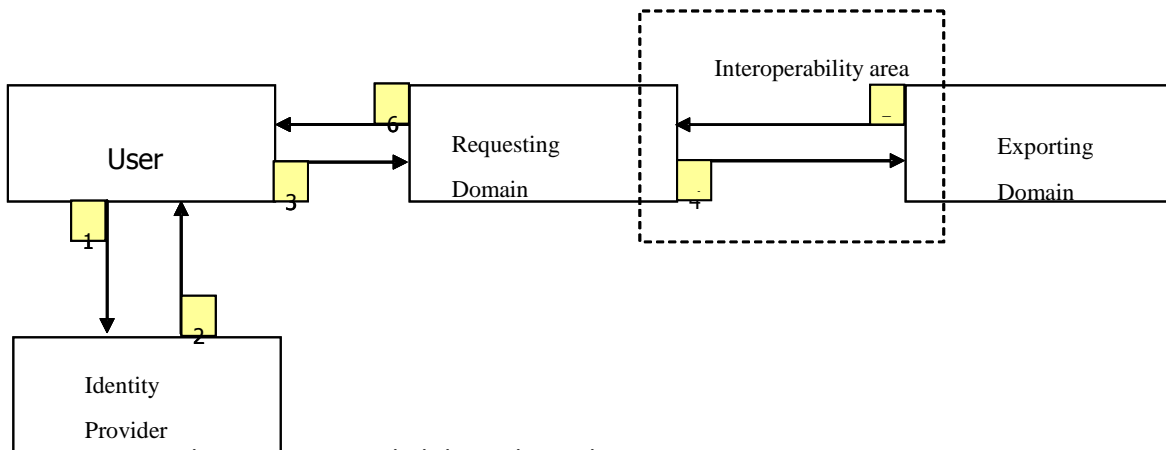 Interoperability area
User
6
3
Requesting
Domain
4
Exporting
Domain
1
2
Identity
Provider